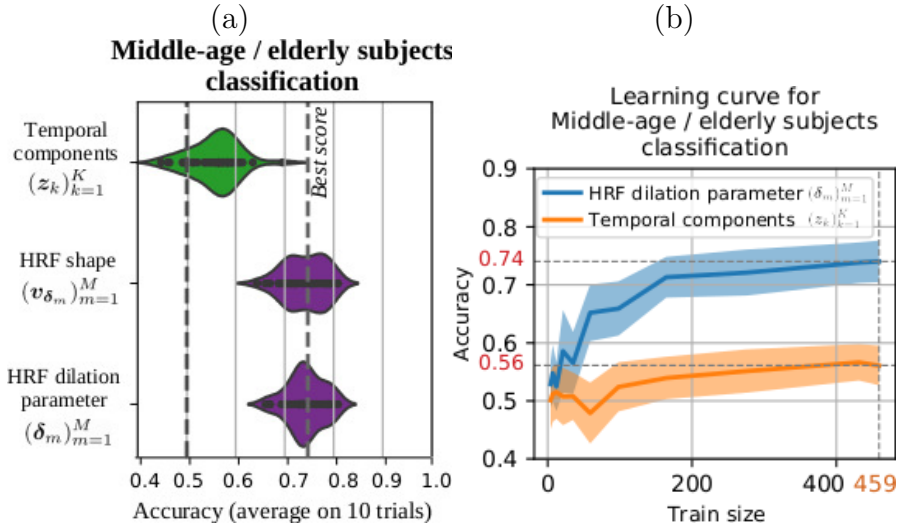 (a)
Middle-age / elderly subjects
classification
Temporal
components
$(z_k)_{k=1}^K$
HRF shape
$(v_{\delta_m})_{m=1}^M$
HRF dilation
parameter
$(\delta_m)_{m=1}^M$
Best score
0.4 0.5 0.6 0.7 0.8 0.9 1.0
Accuracy (average on 10 trials)
(b)
Learning curve for
Middle-age / elderly subjects
classification
HRF dilation parameter $(\delta_m)_{m=1}^M$
Temporal components $(z_k)_{k=1}^K$
Accuracy
0.9
0.8
0.74
0.7
0.6
0.56
0.5
0.4
0 200 400 459
Train size